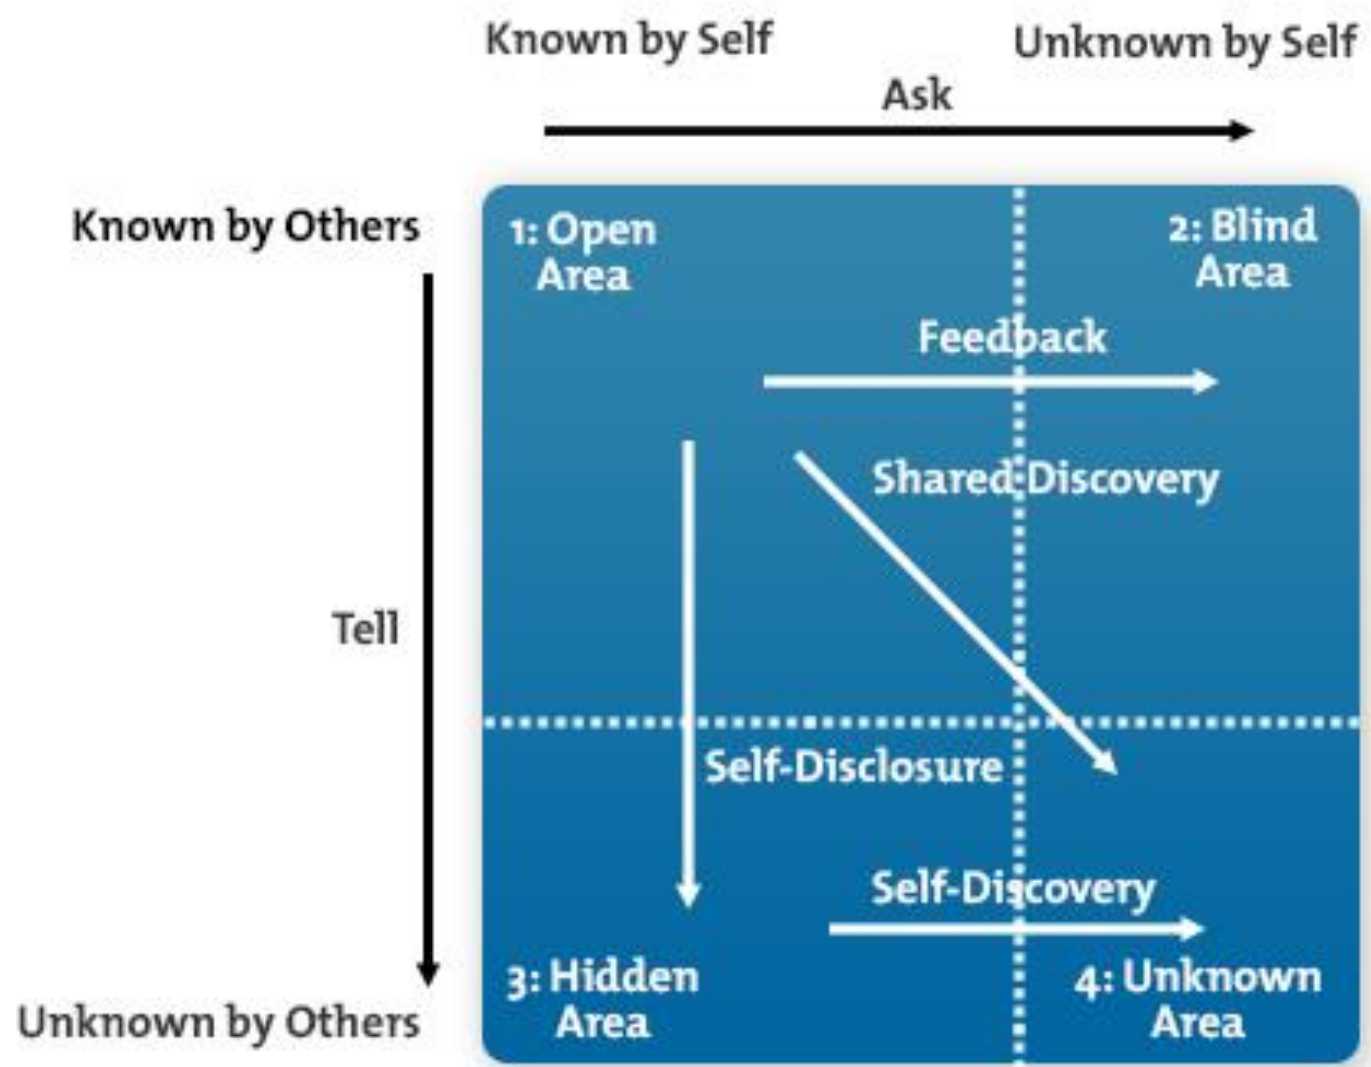 Known by Self
Unknown by Self
Ask
Known by Others
1: Open
Area
2: Blind
Area
Feedback
Shared Discovery
Tell
Self-Disclosure
Self-Discovery
3: Hidden
Area
4: Unknown
Area
Unknown by Others